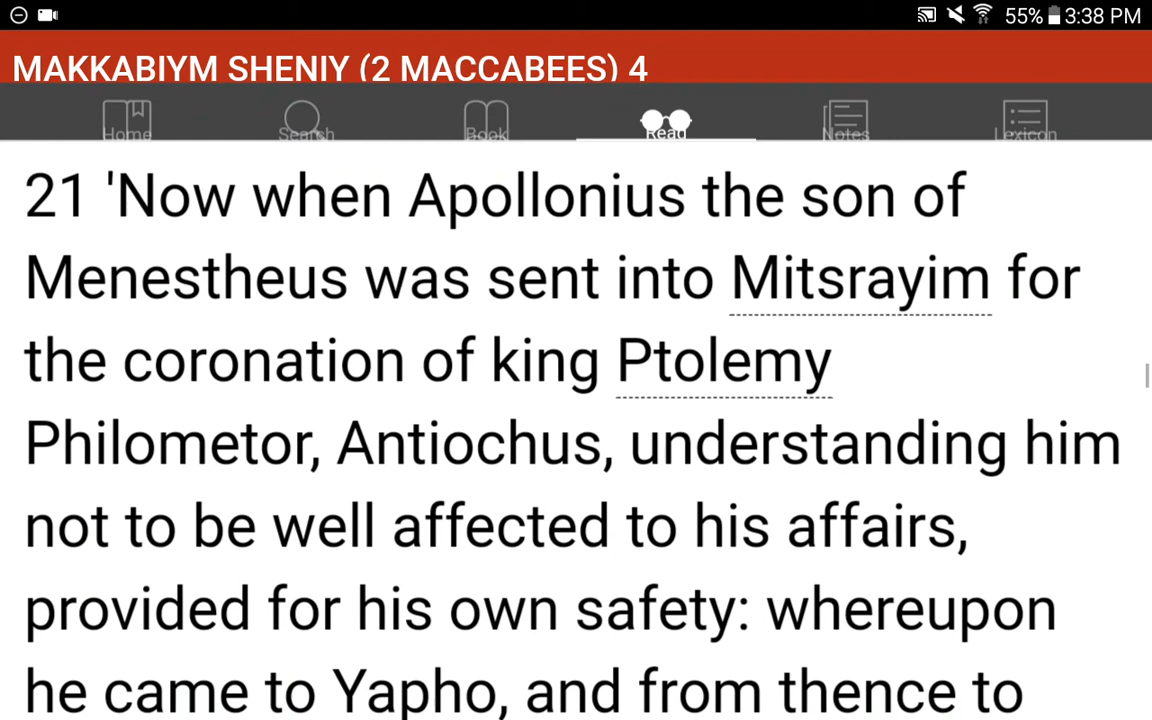 55% 3:38 PM
MAKKABIYM SHENIY (2 MACCABEES) 4
Home Search Book Read Notes Lexicon
21 'Now when Apollonius the son of
Menestheus was sent into Mitsrayim for
the coronation of king Ptolemy
Philometor, Antiochus, understanding him
not to be well affected to his affairs,
provided for his own safety: whereupon
he came to Yapho, and from thence to